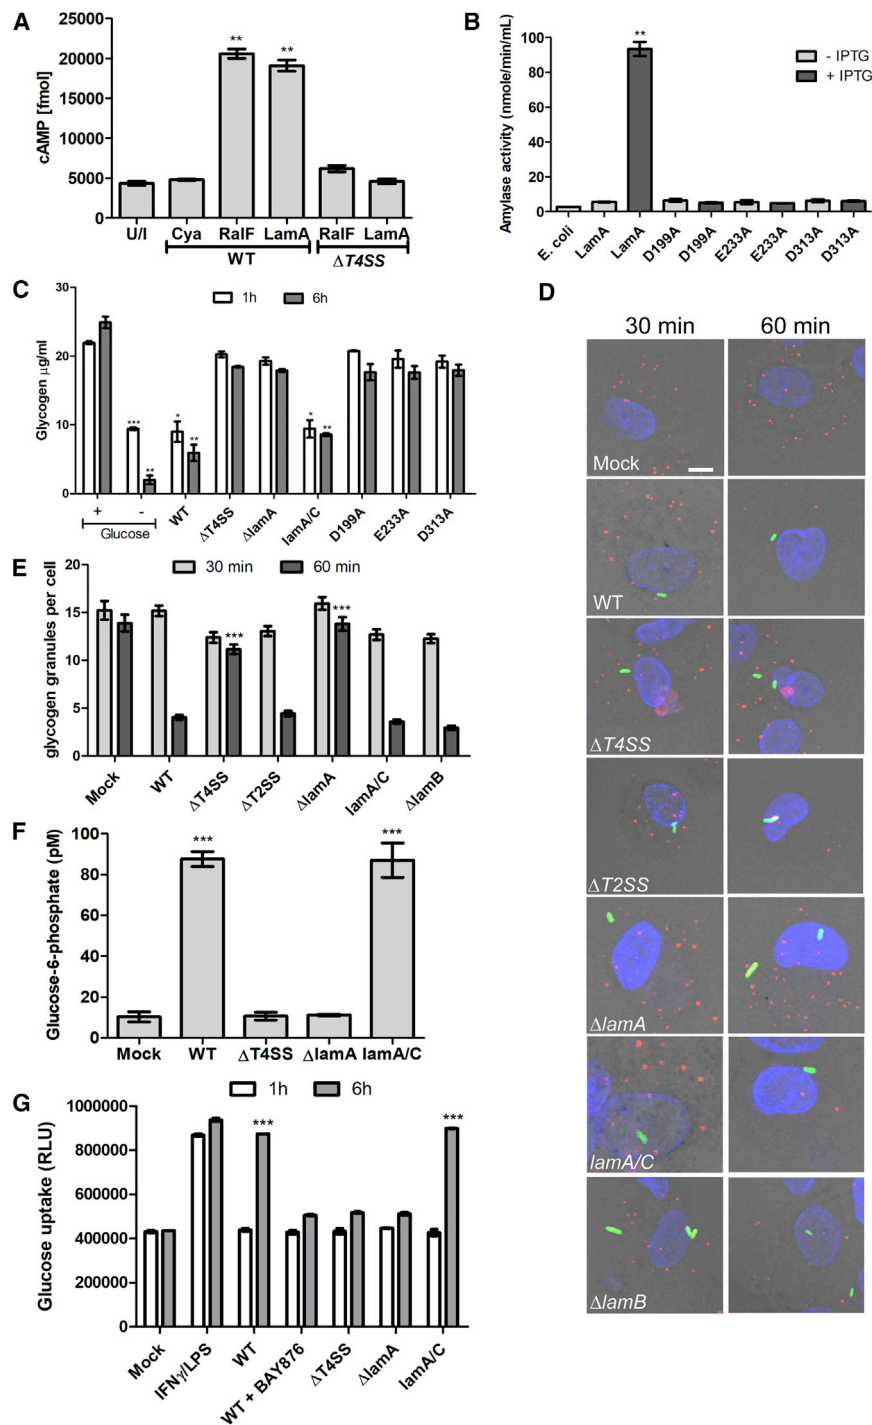 A
cAMP [fmol]
25000
20000
15000
10000
5000
0
** **
U/I Cya RalF LamA RalF LamA
WT ΔT4SS
B
Amylase activity (nmole/min/mL)
100
80
60
40
20
0
**
- IPTG
+ IPTG
E. coli LamA LamA D199A D199A E233A E233A D313A D313A
C
1h 6h
Glycogen μg/ml
30
20
10
0
*** ** * ** * **
+ - WT ΔT4SS ΔlamA lamA/C D199A E233A D313A
Glucose
D
30 min 60 min
Mock
WT
ΔT4SS
ΔT2SS
ΔlamA
lamA/C
ΔlamB
E
30 min 60 min
glycogen granules per cell
20
15
10
5
0
*** ***
Mock WT ΔT4SS ΔT2SS ΔlamA lamA/C ΔlamB
F
Glucose-6-phosphate (pM)
100
80
60
40
20
0
*** ***
Mock WT ΔT4SS ΔlamA lamA/C
G
1h 6h
Glucose uptake (RLU)
1000000
800000
600000
400000
200000
0
*** ***
Mock IFNγ/LPS WT WT + BAY876 ΔT4SS ΔlamA lamA/C